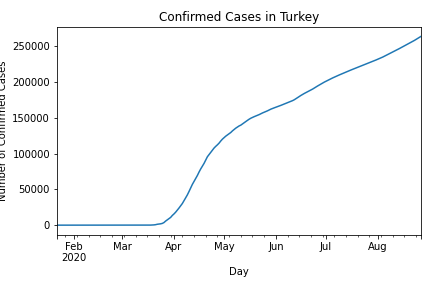 Confirmed Cases in Turkey
Number of Confirmed Cases
250000
200000
150000
100000
50000
0
Feb Mar Apr May Jun Jul Aug
2020
Day